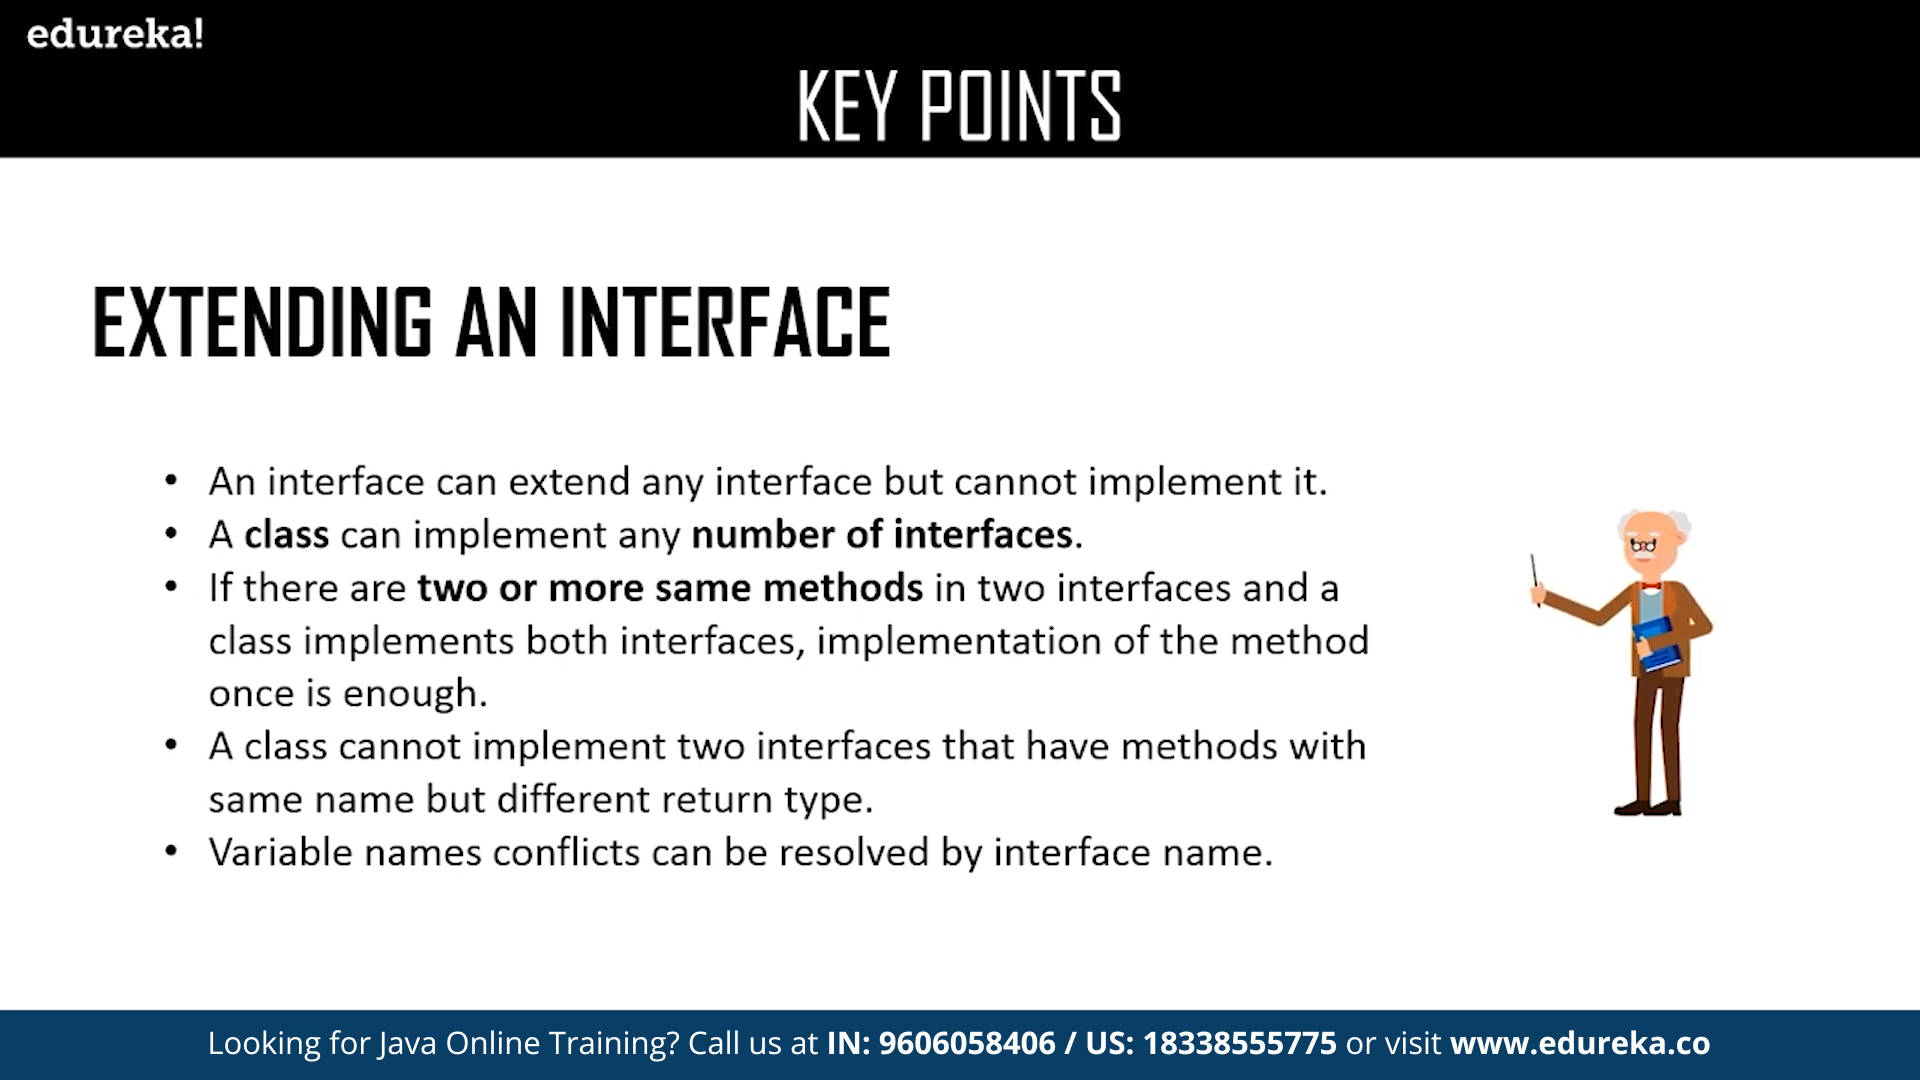 edureka!
KEY POINTS
EXTENDING AN INTERFACE
• An interface can extend any interface but cannot implement it.
• A class can implement any number of interfaces.
• If there are two or more same methods in two interfaces and a
class implements both interfaces, implementation of the method
once is enough.
• A class cannot implement two interfaces that have methods with
same name but different return type.
• Variable names conflicts can be resolved by interface name.
Looking for Java Online Training? Call us at IN: 9606058406 / US: 18338555775 or visit www.edureka.co